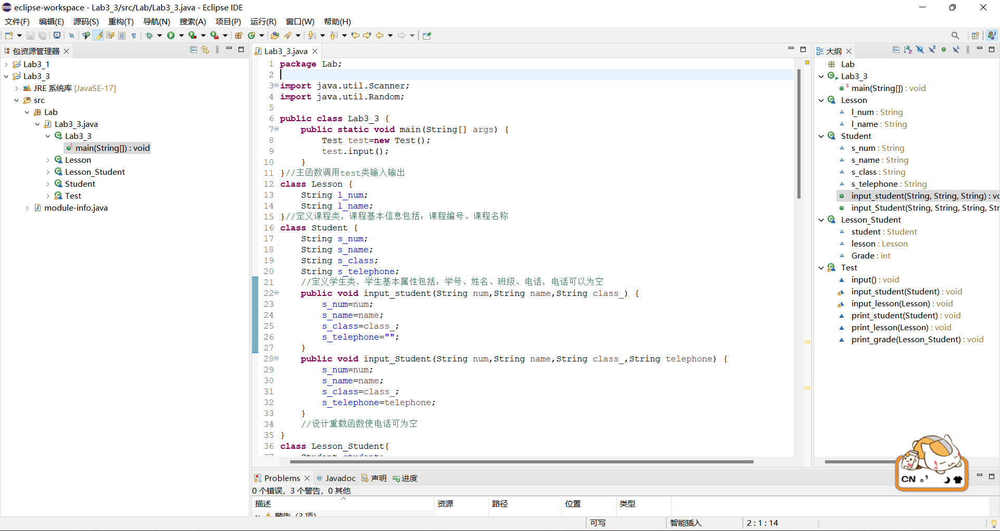 eclipse-workspace - Lab3_3/src/Lab/Lab3_3.java - Eclipse IDE
文件(F) 编辑(E) 源码(S) 重构(T) 导航(N) 搜索(A) 项目(P) 运行(R) 窗口(W) 帮助(H)
包资源管理器
Lab3_1
Lab3_3
JRE 系统库 [JavaSE-17]
src
Lab
Lab3_3.java
Lab3_3
main(String[]) : void
Lesson
Lesson_Student
Student
Test
module-info.java
Lab3_3.java
1 package Lab;
2
3 import java.util.Scanner;
4 import java.util.Random;
5
6 public class Lab3_3 {
7 public static void main(String[] args) {
8 Test test=new Test();
9 test.input();
10 }
11 }//主函数调用test类输入输出
12 class Lesson {
13 String l_num;
14 String l_name;
15 }//定义课程类，课程基本信息包括：课程编号、课程名称
16 class Student {
17 String s_num;
18 String s_name;
19 String s_class;
20 String s_telephone;
21 //定义学生类，学生基本属性包括：学号、姓名、班级、电话，电话可以为空
22 public void input_student(String num,String name,String class_) {
23 s_num=num;
24 s_name=name;
25 s_class=class_;
26 s_telephone="";
27 }
28 public void input_Student(String num,String name,String class_,String telephone) {
29 s_num=num;
30 s_name=name;
31 s_class=class_;
32 s_telephone=telephone;
33 }
34 //设计重载函数使电话可为空
35 }
36 class Lesson_Student{
37 Student student;
大纲
Lab
Lab3_3
main(String[]) : void
Lesson
l_num : String
l_name : String
Student
s_num : String
s_name : String
s_class : String
s_telephone : String
input_student(String, String, String) : vo
input_Student(String, String, String, Str
Lesson_Student
student : Student
lesson : Lesson
Grade : int
Test
input() : void
input_student(Student) : void
input_lesson(Lesson) : void
print_student(Student) : void
print_lesson(Lesson) : void
print_grade(Lesson_Student) : void
CN
Problems @ Javadoc 声明 进度
0 个错误，3 个警告，0 其他
描述 资源 路径 位置 类型
警告 (3 项)
可写 智能插入 2 : 1 : 14